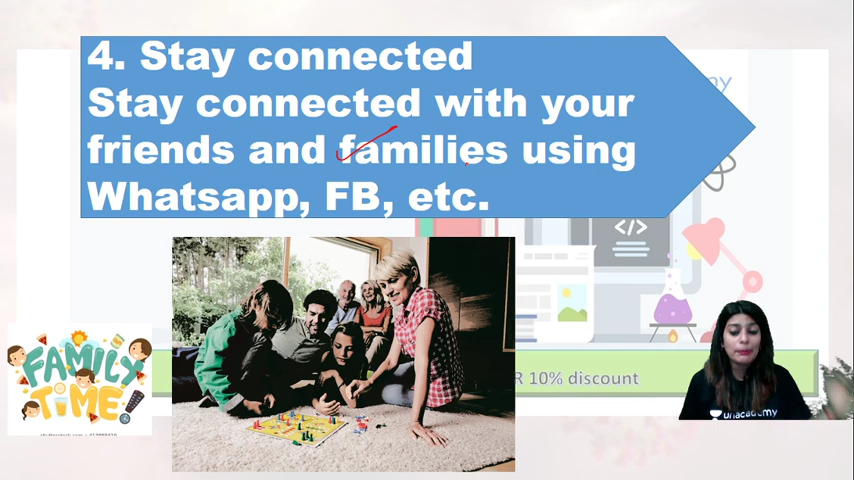 4. Stay connected
Stay connected with your
friends and families using
Whatsapp, FB, etc.
my
</>
FAMILY
TIME
R 10% discount
unacademy